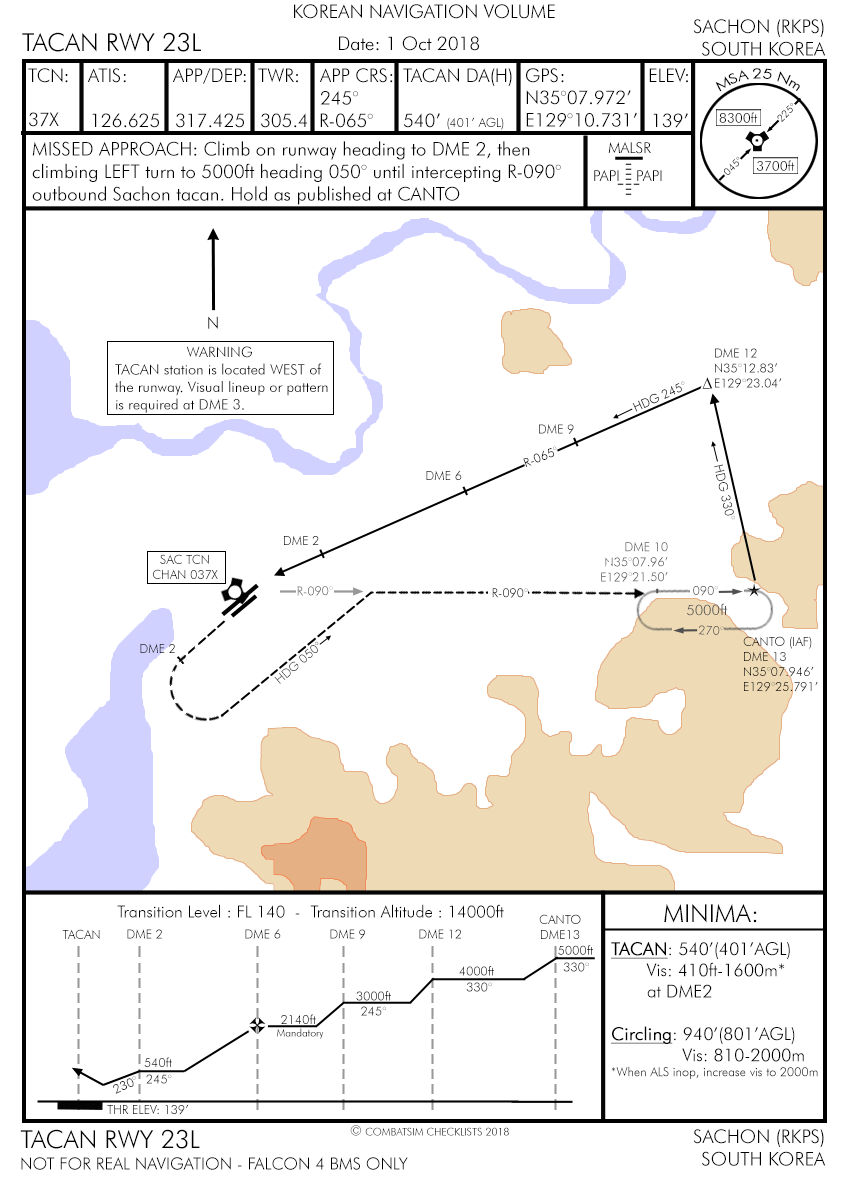 KOREAN NAVIGATION VOLUME
TACAN RWY 23L
Date: 1 Oct 2018
SACHON (RKPS)
SOUTH KOREA
TCN:
37X
ATIS:
126.625
APP/DEP:
317.425
TWR:
305.4
APP CRS:
245°
R-065°
TACAN DA(H)
540' (401' AGL)
GPS:
N35°07.972'
E129°10.731'
ELEV:
139'
MSA 25 Nm
8300ft
225°
045°
3700ft
MISSED APPROACH: Climb on runway heading to DME 2, then
climbing LEFT turn to 5000ft heading 050° until intercepting R-090°
outbound Sachon tacan. Hold as published at CANTO
MALSR
PAPI
PAPI
N
WARNING
TACAN station is located WEST of
the runway. Visual lineup or pattern
is required at DME 3.
DME 12
N35°12.83'
E129°23.04'
HDG 245°
DME 9
R-065°
DME 6
HDG 330°
DME 2
SAC TCN
CHAN 037X
DME 10
N35°07.96'
E129°21.50'
R-090°
R-090°
090°
5000ft
270°
CANTO (IAF)
DME 13
N35°07.946'
E129°25.791'
DME 2
HDG 050°
Transition Level : FL 140 - Transition Altitude : 14000ft
TACAN
DME 2
DME 6
DME 9
DME 12
CANTO
DME13
5000ft
330°
4000ft
330°
3000ft
245°
2140ft
Mandatory
540ft
245°
230°
THR ELEV: 139'
MINIMA:
TACAN: 540'(401'AGL)
Vis: 410ft-1600m*
at DME2
Circling: 940'(801'AGL)
Vis: 810-2000m
*When ALS inop, increase vis to 2000m
© COMBATSIM CHECKLISTS 2018
TACAN RWY 23L
NOT FOR REAL NAVIGATION - FALCON 4 BMS ONLY
SACHON (RKPS)
SOUTH KOREA